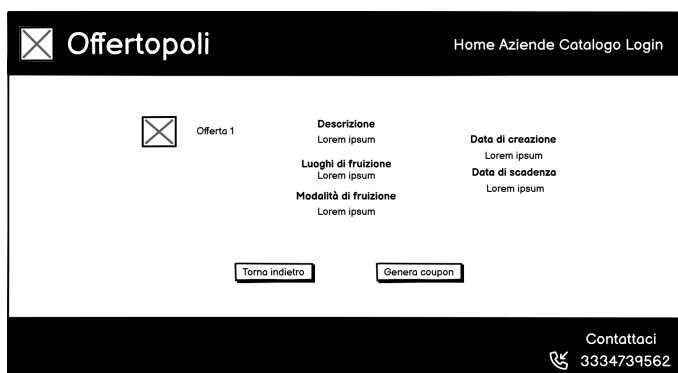 Offertopoli
Home Aziende Catalogo Login
Offerta 1
Descrizione
Lorem ipsum
Luoghi di fruizione
Lorem ipsum
Modalità di fruizione
Lorem ipsum
Data di creazione
Lorem ipsum
Data di scadenza
Lorem ipsum
Torna indietro
Genera coupon
Contattaci
3334739562